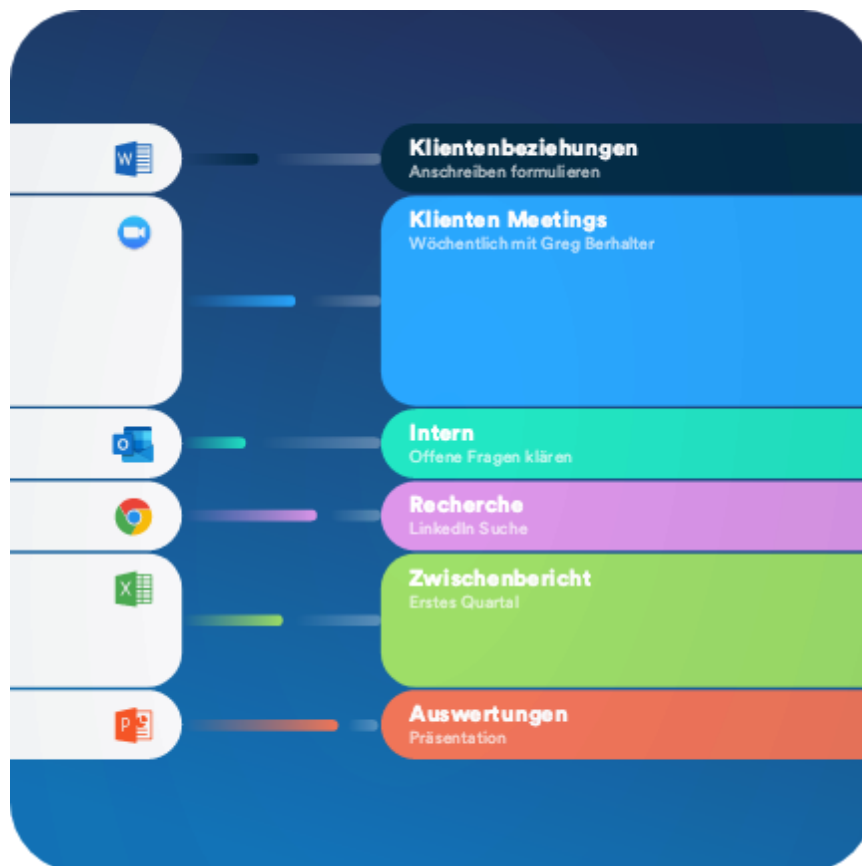 W
Klientenbeziehungen
Anschreiben formulieren
Klienten Meetings
Wöchentlich mit Greg Berhalter
O
Intern
Offene Fragen klären
Recherche
LinkedIn Suche
X
Zwischenbericht
Erstes Quartal
P
Auswertungen
Präsentation